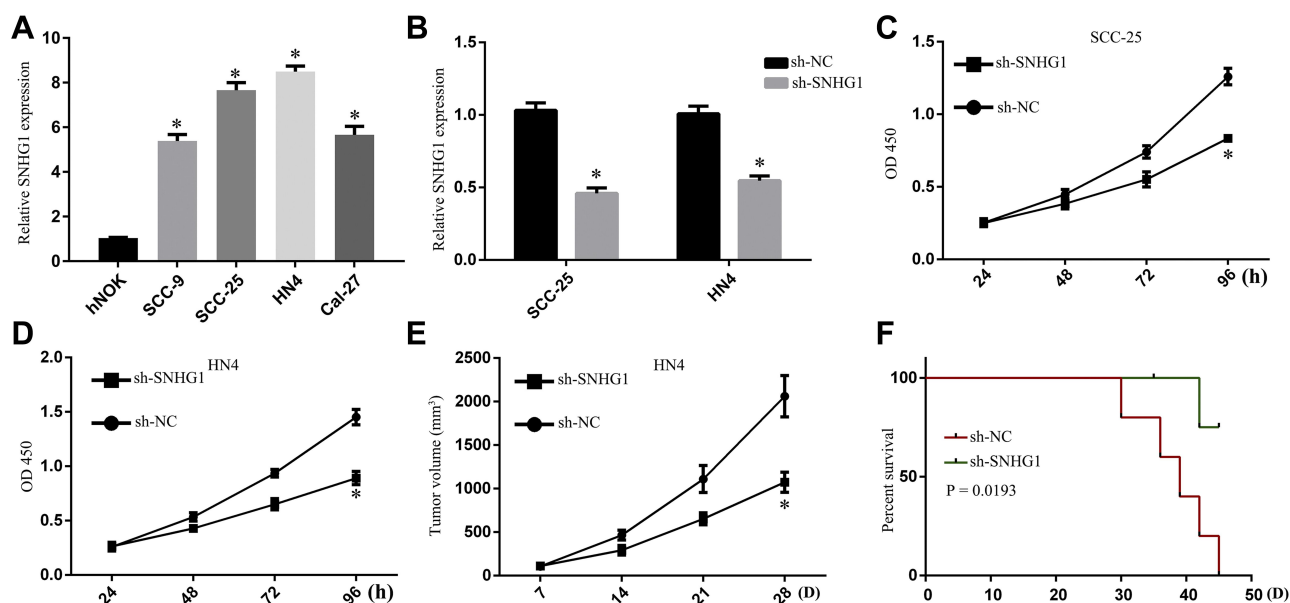 A
Relative SNHG1 expression
10
8
6
4
2
0
*
*
*
*
hNOK
SCC-9
SCC-25
HN4
Cal-27
B
Relative SNHG1 expression
1.5
1.0
0.5
0.0
sh-NC
sh-SNHG1
*
*
SCC-25
HN4
C
SCC-25
OD 450
1.5
1.0
0.5
0.0
sh-SNHG1
sh-NC
*
24
48
72
96
(h)
D
HN4
OD 450
2.0
1.5
1.0
0.5
0.0
sh-SNHG1
sh-NC
*
24
48
72
96
(h)
E
HN4
Tumor volume (mm³)
2500
2000
1500
1000
500
0
sh-SNHG1
sh-NC
*
7
14
21
28
(D)
F
Percent survival
100
50
0
sh-NC
sh-SNHG1
P = 0.0193
0
10
20
30
40
50
(D)